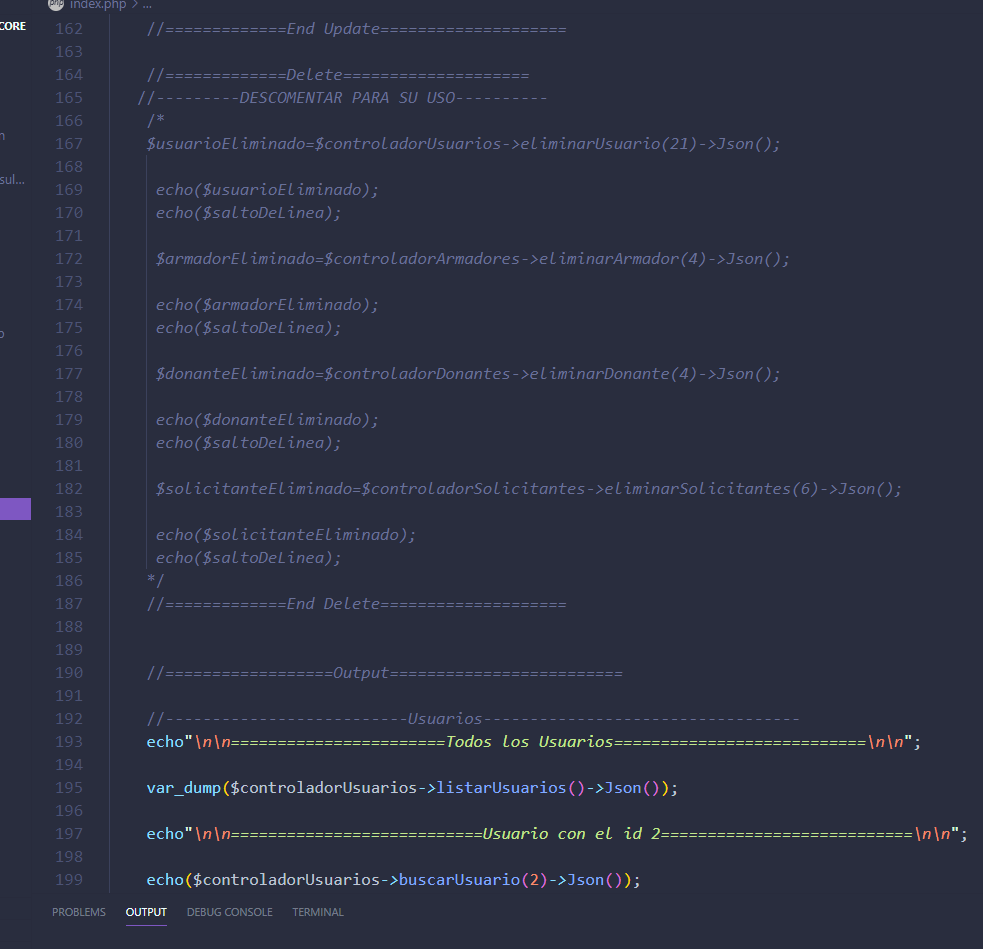 php index.php > ...
CORE
162 //=============End Update====================
163
164 //=============Delete====================
165 //---------DESCOMENTAR PARA SU USO----------
166 /*
n
167 $usuarioEliminado=$controladorUsuarios->eliminarUsuario(21)->Json();
168
sul...
169 echo($usuarioEliminado);
170 echo($saltoDeLinea);
171
172 $armadorEliminado=$controladorArmadores->eliminarArmador(4)->Json();
173
174 echo($armadorEliminado);
175 echo($saltoDeLinea);
176
177 $donanteEliminado=$controladorDonantes->eliminarDonante(4)->Json();
178
179 echo($donanteEliminado);
180 echo($saltoDeLinea);
181
182 $solicitanteEliminado=$controladorSolicitantes->eliminarSolicitantes(6)->Json();
183
184 echo($solicitanteEliminado);
185 echo($saltoDeLinea);
186 */
187 //=============End Delete====================
188
189
190 //==================Output=========================
191
192 //--------------------------Usuarios----------------------------------
193 echo"\n\n=======================Todos los Usuarios===========================\n\n";
194
195 var_dump($controladorUsuarios->listarUsuarios()->Json());
196
197 echo"\n\n===========================Usuario con el id 2===========================\n\n";
198
199 echo($controladorUsuarios->buscarUsuario(2)->Json());
PROBLEMS OUTPUT DEBUG CONSOLE TERMINAL